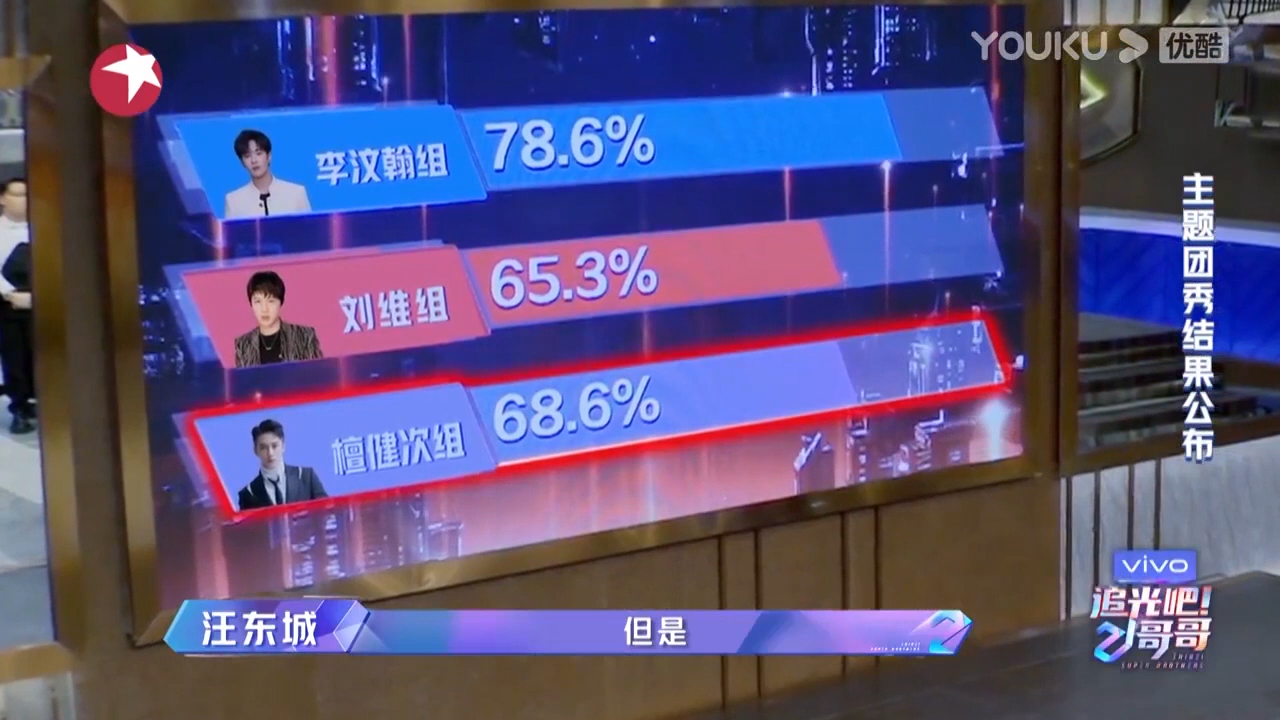 YOUKU 优酷
李汶翰组 78.6%
刘维组 65.3%
檀健次组 68.6%
主题团秀结果公布
vivo
追光吧!
哥哥
SUPER PARTNERS
汪东城 但是